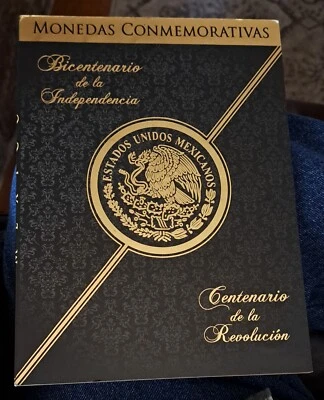 MONEDAS CONMEMORATIVAS
Bicentenario
de la
Independencia
ESTADOS UNIDOS MEXICANOS
Centenario
de la
Revolución